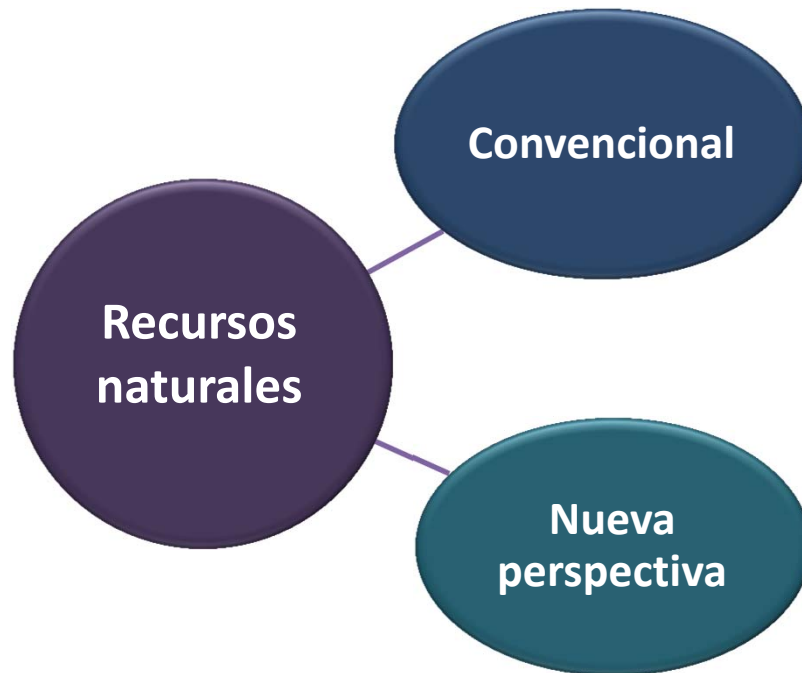 Convencional
Recursos
naturales
Nueva
perspectiva